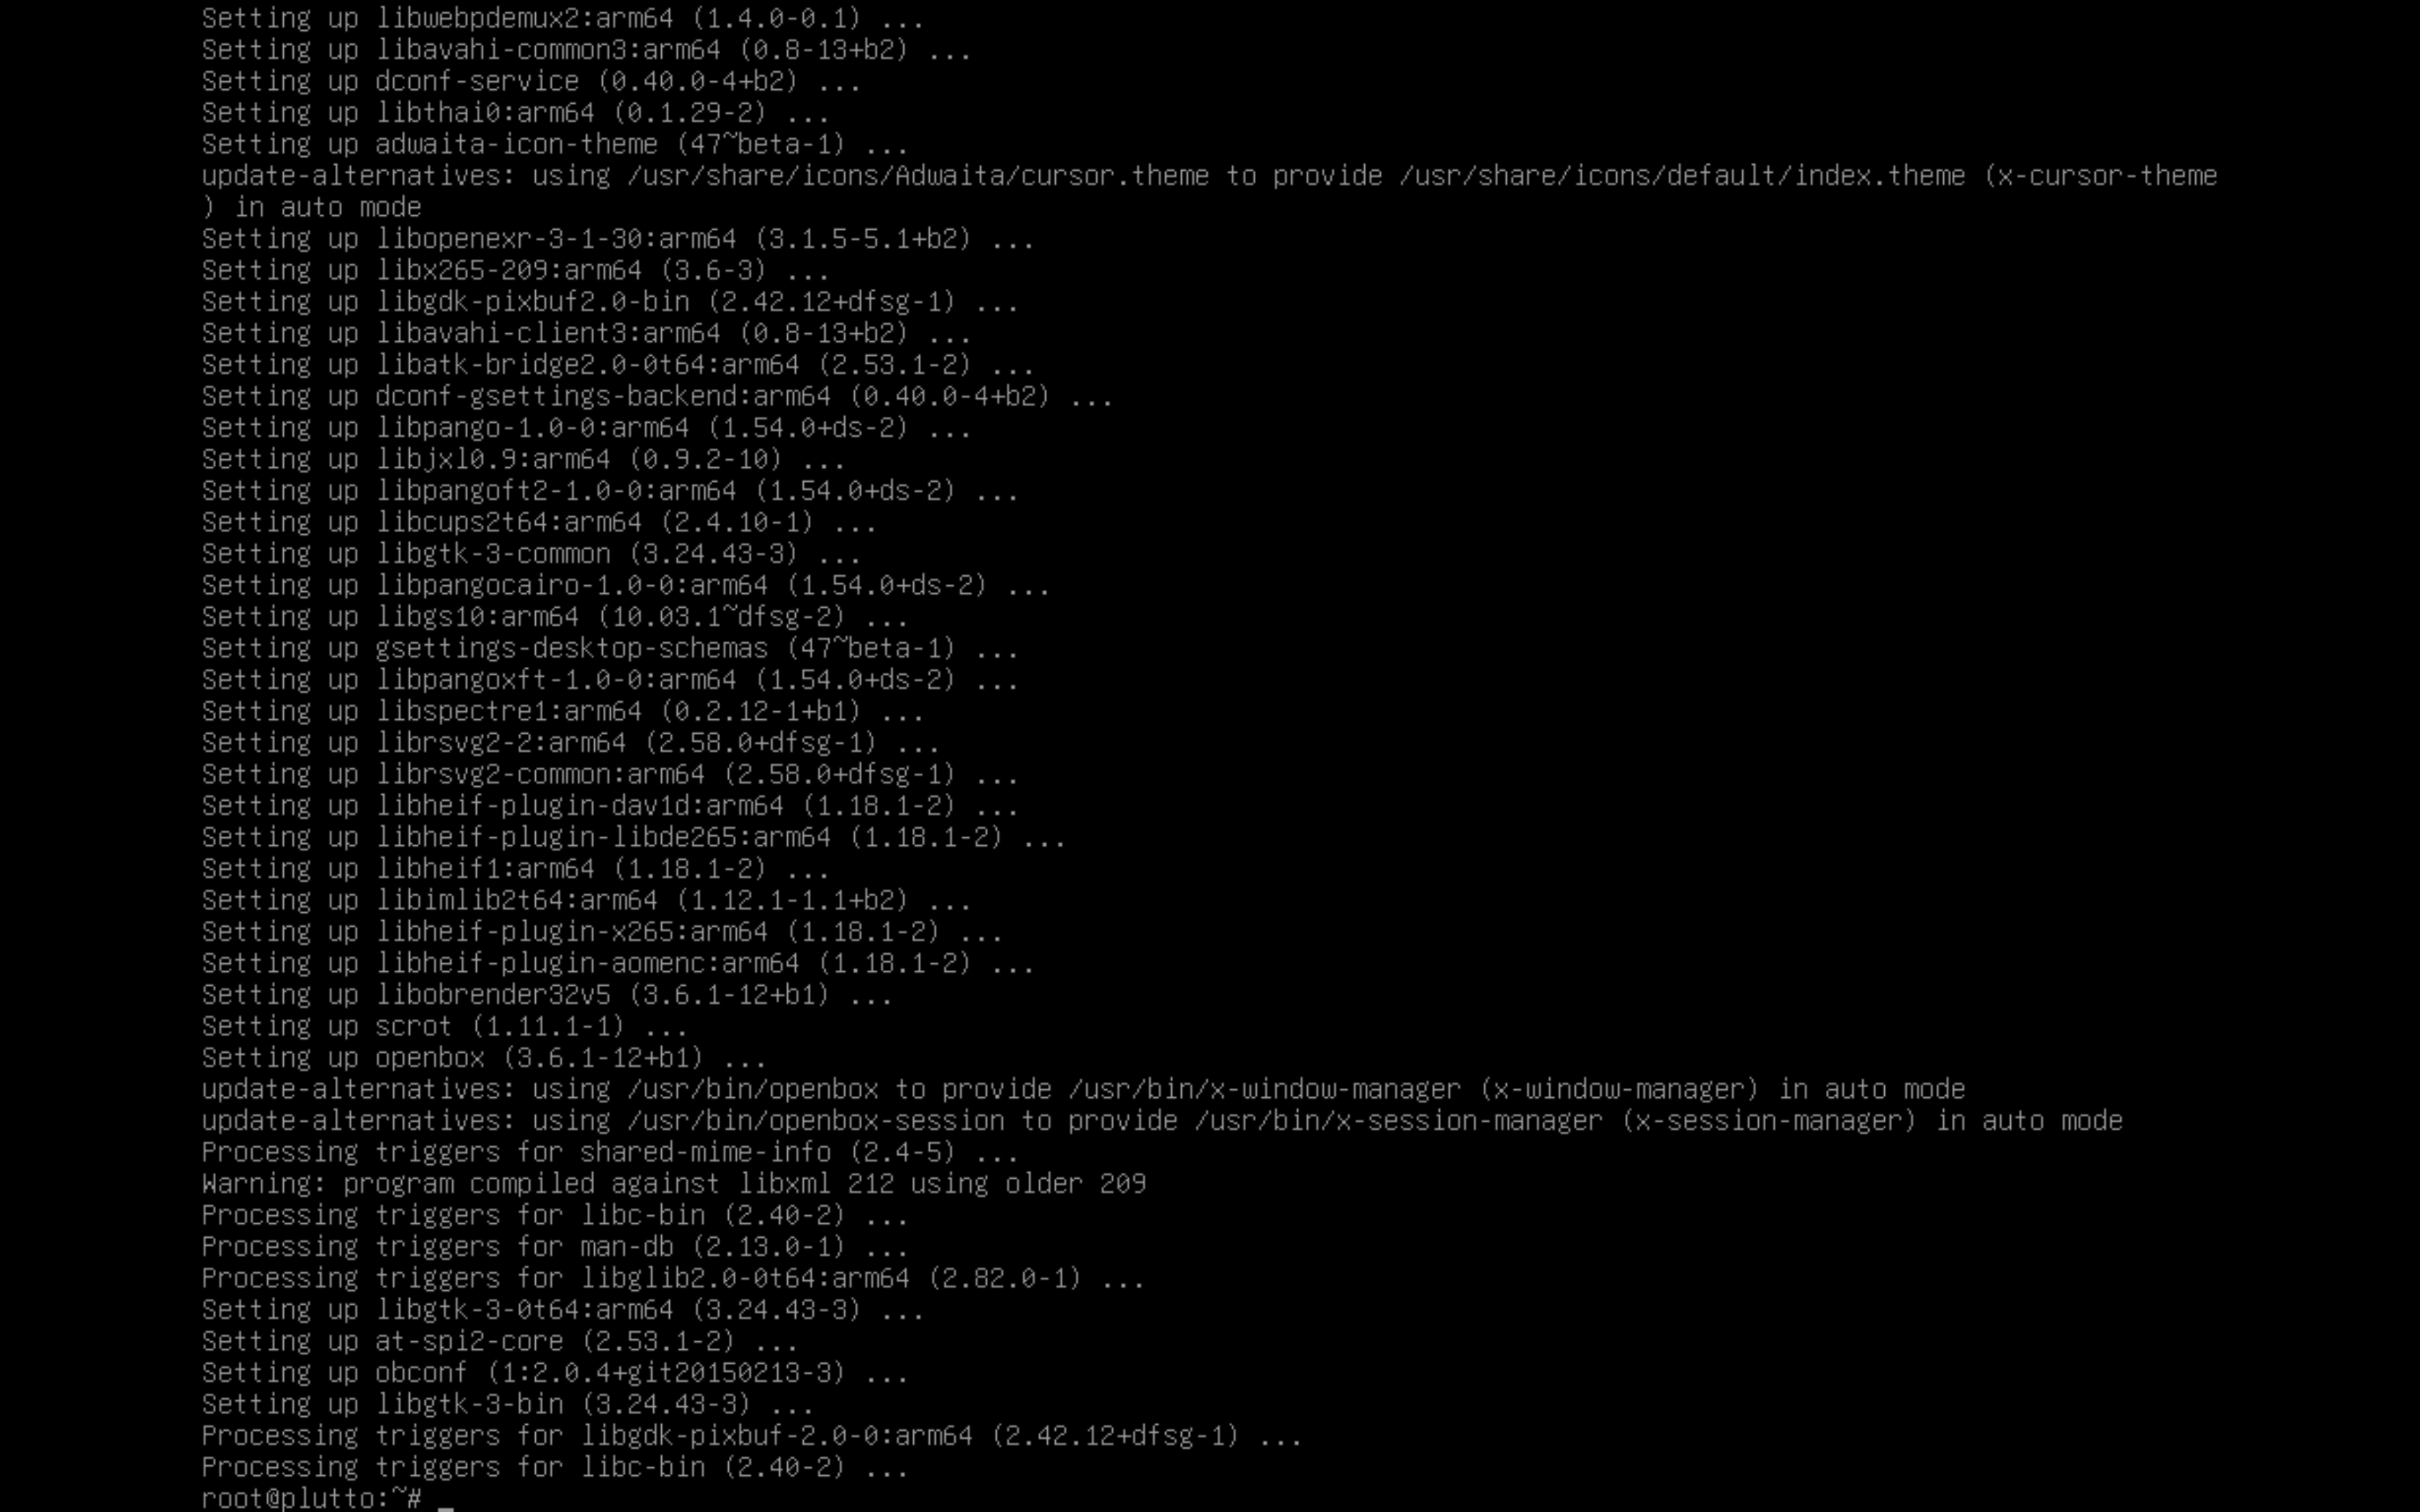 Setting up libwebpdemux2:arm64 (1.4.0-0.1) ...
Setting up libavahi-common3:arm64 (0.8-13+b2) ...
Setting up dconf-service (0.40.0-4+b2) ...
Setting up libthai0:arm64 (0.1.29-2) ...
Setting up adwaita-icon-theme (47~beta-1) ...
update-alternatives: using /usr/share/icons/Adwaita/cursor.theme to provide /usr/share/icons/default/index.theme (x-cursor-theme
) in auto mode
Setting up libopenexr-3-1-30:arm64 (3.1.5-5.1+b2) ...
Setting up libx265-209:arm64 (3.6-3) ...
Setting up libgdk-pixbuf2.0-bin (2.42.12+dfsg-1) ...
Setting up libavahi-client3:arm64 (0.8-13+b2) ...
Setting up libatk-bridge2.0-0t64:arm64 (2.53.1-2) ...
Setting up dconf-gsettings-backend:arm64 (0.40.0-4+b2) ...
Setting up libpango-1.0-0:arm64 (1.54.0+ds-2) ...
Setting up libjxl0.9:arm64 (0.9.2-10) ...
Setting up libpangoft2-1.0-0:arm64 (1.54.0+ds-2) ...
Setting up libcups2t64:arm64 (2.4.10-1) ...
Setting up libgtk-3-common (3.24.43-3) ...
Setting up libpangocairo-1.0-0:arm64 (1.54.0+ds-2) ...
Setting up libgs10:arm64 (10.03.1~dfsg-2) ...
Setting up gsettings-desktop-schemas (47~beta-1) ...
Setting up libpangoxft-1.0-0:arm64 (1.54.0+ds-2) ...
Setting up libspectre1:arm64 (0.2.12-1+b1) ...
Setting up librsvg2-2:arm64 (2.58.0+dfsg-1) ...
Setting up librsvg2-common:arm64 (2.58.0+dfsg-1) ...
Setting up libheif-plugin-dav1d:arm64 (1.18.1-2) ...
Setting up libheif-plugin-libde265:arm64 (1.18.1-2) ...
Setting up libheif1:arm64 (1.18.1-2) ...
Setting up libimlib2t64:arm64 (1.12.1-1.1+b2) ...
Setting up libheif-plugin-x265:arm64 (1.18.1-2) ...
Setting up libheif-plugin-aomenc:arm64 (1.18.1-2) ...
Setting up libobrender32v5 (3.6.1-12+b1) ...
Setting up scrot (1.11.1-1) ...
Setting up openbox (3.6.1-12+b1) ...
update-alternatives: using /usr/bin/openbox to provide /usr/bin/x-window-manager (x-window-manager) in auto mode
update-alternatives: using /usr/bin/openbox-session to provide /usr/bin/x-session-manager (x-session-manager) in auto mode
Processing triggers for shared-mime-info (2.4-5) ...
Warning: program compiled against libxml 212 using older 209
Processing triggers for libc-bin (2.40-2) ...
Processing triggers for man-db (2.13.0-1) ...
Processing triggers for libglib2.0-0t64:arm64 (2.82.0-1) ...
Setting up libgtk-3-0t64:arm64 (3.24.43-3) ...
Setting up at-spi2-core (2.53.1-2) ...
Setting up obconf (1:2.0.4+git20150213-3) ...
Setting up libgtk-3-bin (3.24.43-3) ...
Processing triggers for libgdk-pixbuf-2.0-0:arm64 (2.42.12+dfsg-1) ...
Processing triggers for libc-bin (2.40-2) ...
root@plutto:~# _